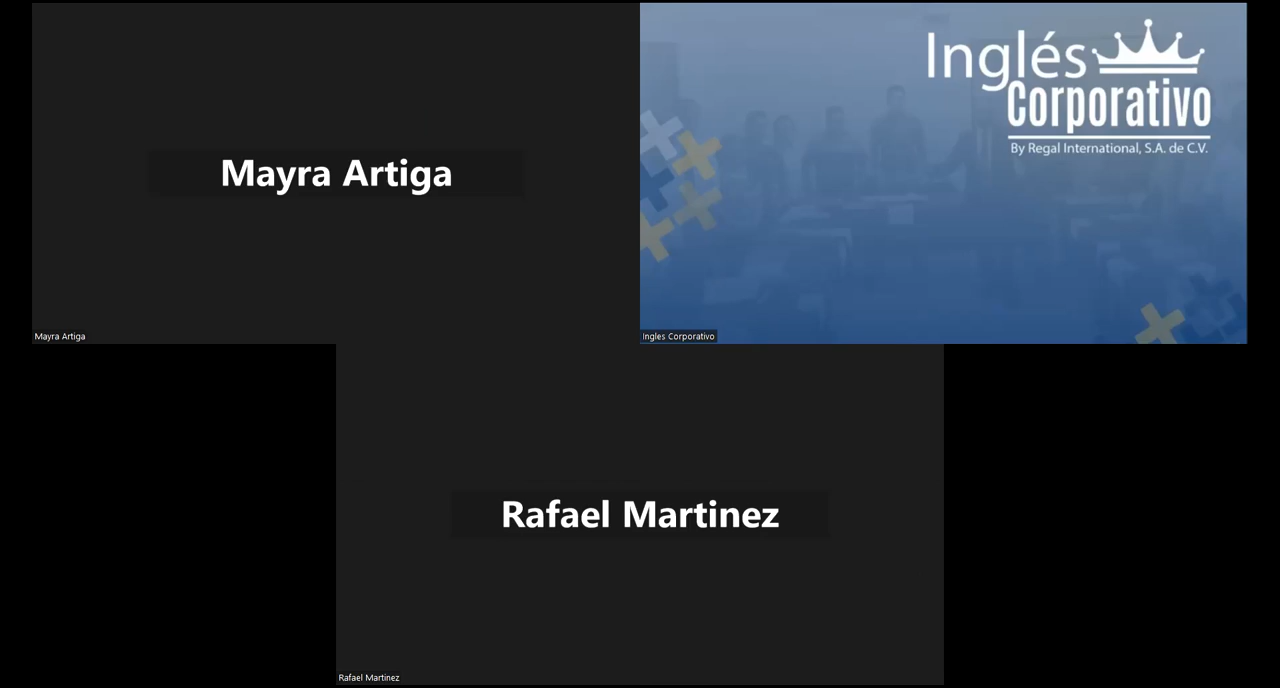 Mayra Artiga
Mayra Artiga
Inglés
Corporativo
By Regal International, S.A. de C.V.
Ingles Corporativo
Rafael Martinez
Rafael Martinez